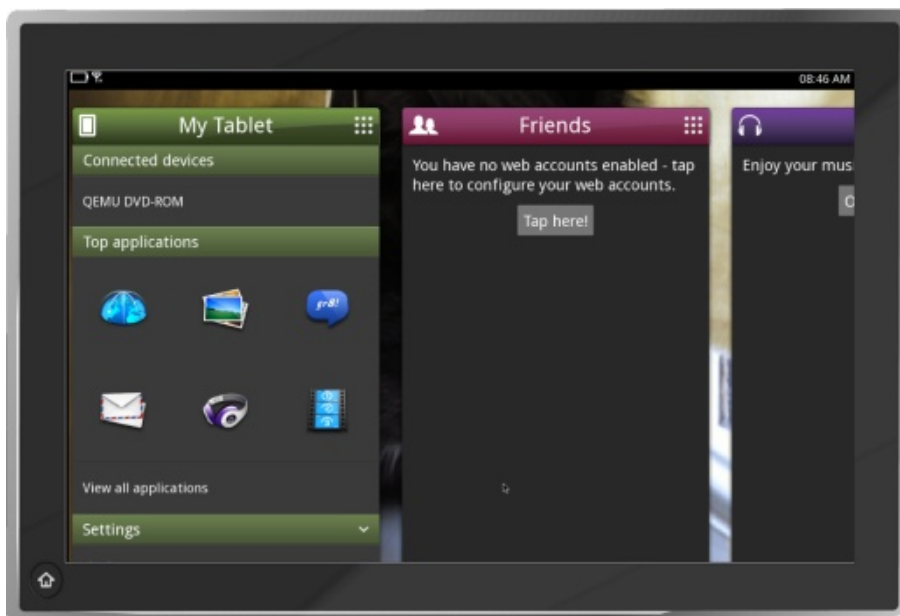 08:46 AM
My Tablet
Connected devices
QEMU DVD-ROM
Top applications
gr8!
View all applications
Settings
Friends
You have no web accounts enabled - tap
here to configure your web accounts.
Tap here!
Enjoy your mus
O